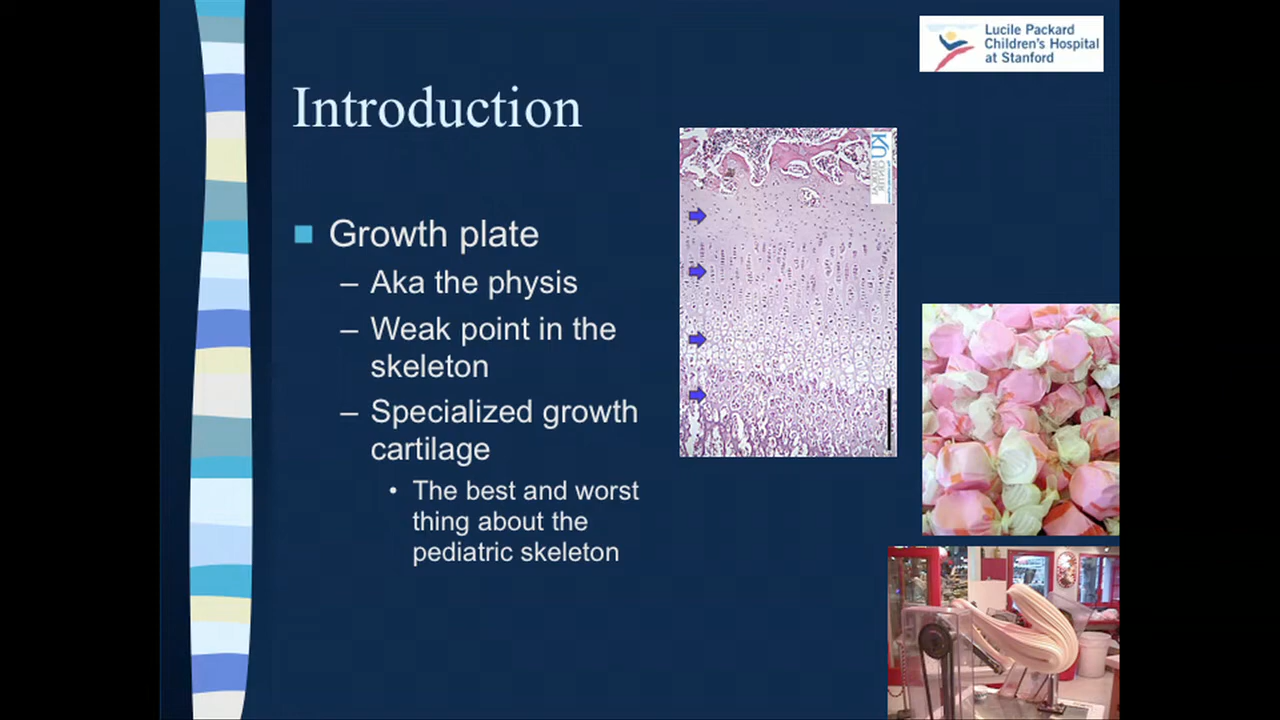 Lucile Packard
Children's Hospital
at Stanford
Introduction
Growth plate
– Aka the physis
– Weak point in the
skeleton
– Specialized growth
cartilage
• The best and worst
thing about the
pediatric skeleton